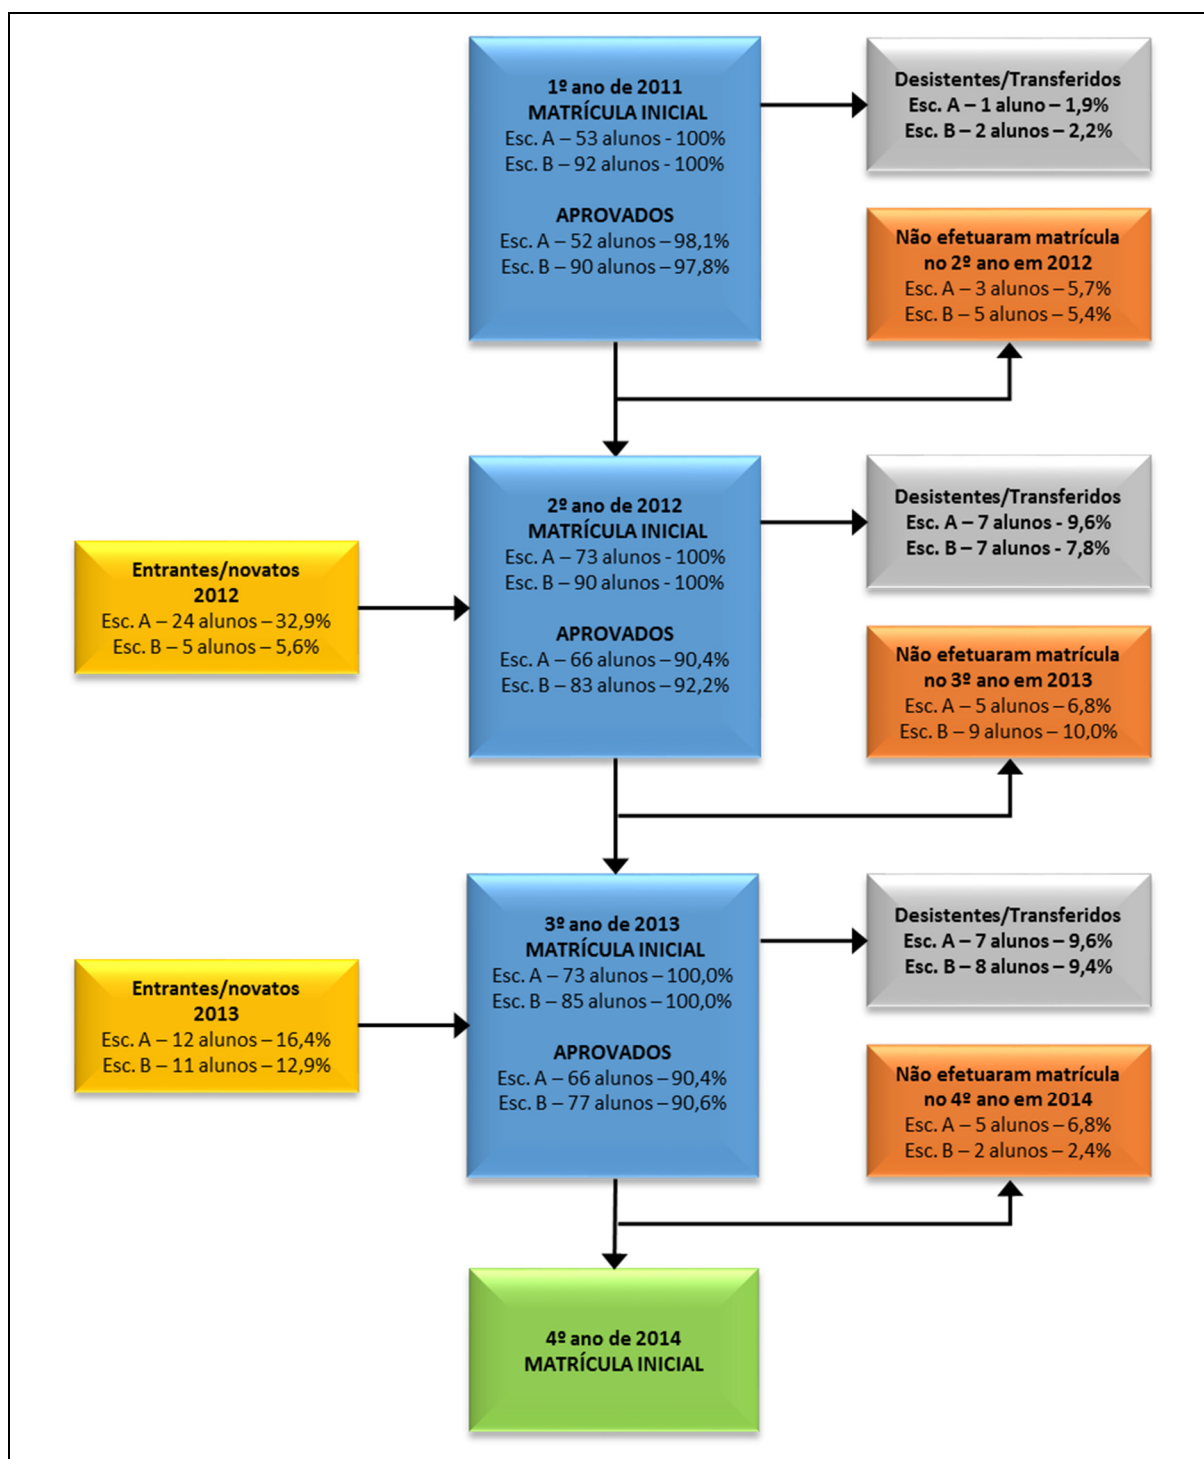 1º ano de 2011
MATRÍCULA INICIAL
Esc. A – 53 alunos - 100%
Esc. B – 92 alunos - 100%
APROVADOS
Esc. A – 52 alunos – 98,1%
Esc. B – 90 alunos – 97,8%
Desistentes/Transferidos
Esc. A – 1 aluno – 1,9%
Esc. B – 2 alunos – 2,2%
Não efetuaram matrícula
no 2º ano em 2012
Esc. A – 3 alunos – 5,7%
Esc. B – 5 alunos – 5,4%
Entrantes/novatos
2012
Esc. A – 24 alunos – 32,9%
Esc. B – 5 alunos – 5,6%
2º ano de 2012
MATRÍCULA INICIAL
Esc. A – 73 alunos - 100%
Esc. B – 90 alunos - 100%
APROVADOS
Esc. A – 66 alunos – 90,4%
Esc. B – 83 alunos – 92,2%
Desistentes/Transferidos
Esc. A – 7 alunos - 9,6%
Esc. B – 7 alunos - 7,8%
Não efetuaram matrícula
no 3º ano em 2013
Esc. A – 5 alunos – 6,8%
Esc. B – 9 alunos – 10,0%
Entrantes/novatos
2013
Esc. A – 12 alunos – 16,4%
Esc. B – 11 alunos – 12,9%
3º ano de 2013
MATRÍCULA INICIAL
Esc. A – 73 alunos – 100,0%
Esc. B – 85 alunos – 100,0%
APROVADOS
Esc. A – 66 alunos – 90,4%
Esc. B – 77 alunos – 90,6%
Desistentes/Transferidos
Esc. A – 7 alunos – 9,6%
Esc. B – 8 alunos – 9,4%
Não efetuaram matrícula
no 4º ano em 2014
Esc. A – 5 alunos – 6,8%
Esc. B – 2 alunos – 2,4%
4º ano de 2014
MATRÍCULA INICIAL